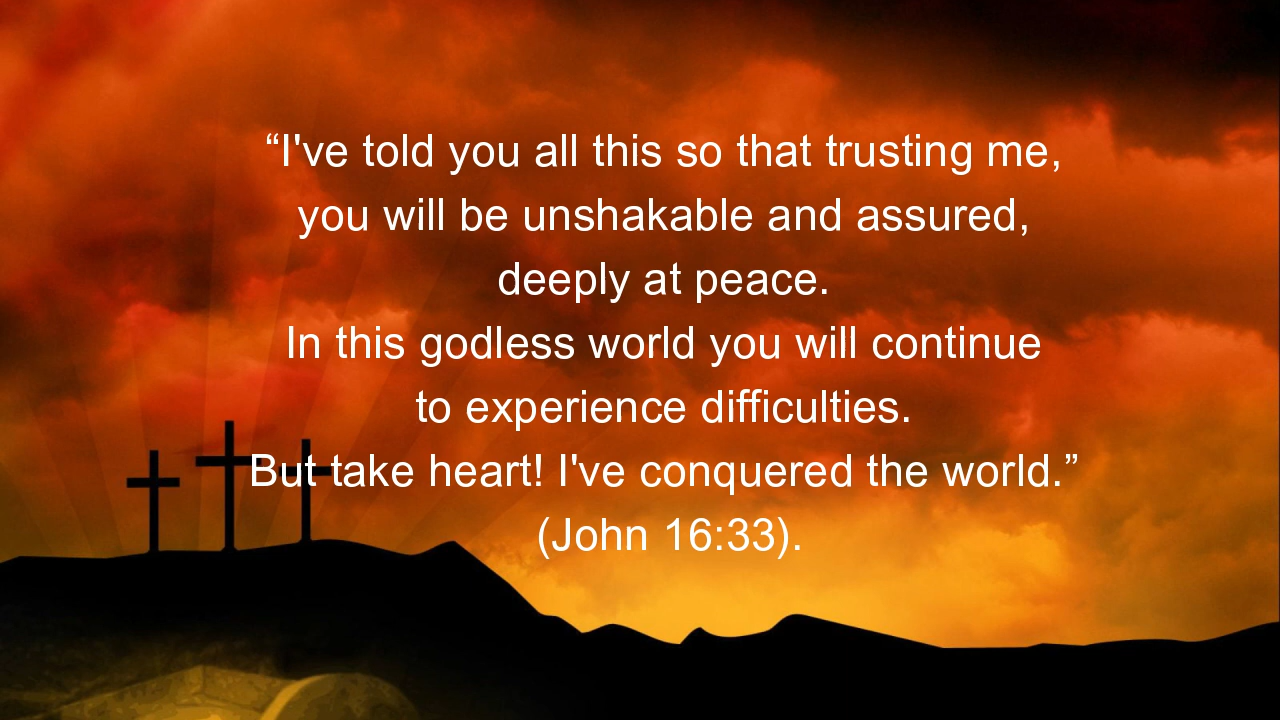 “I've told you all this so that trusting me,
you will be unshakable and assured,
deeply at peace.
In this godless world you will continue
to experience difficulties.
But take heart! I've conquered the world.”
(John 16:33).